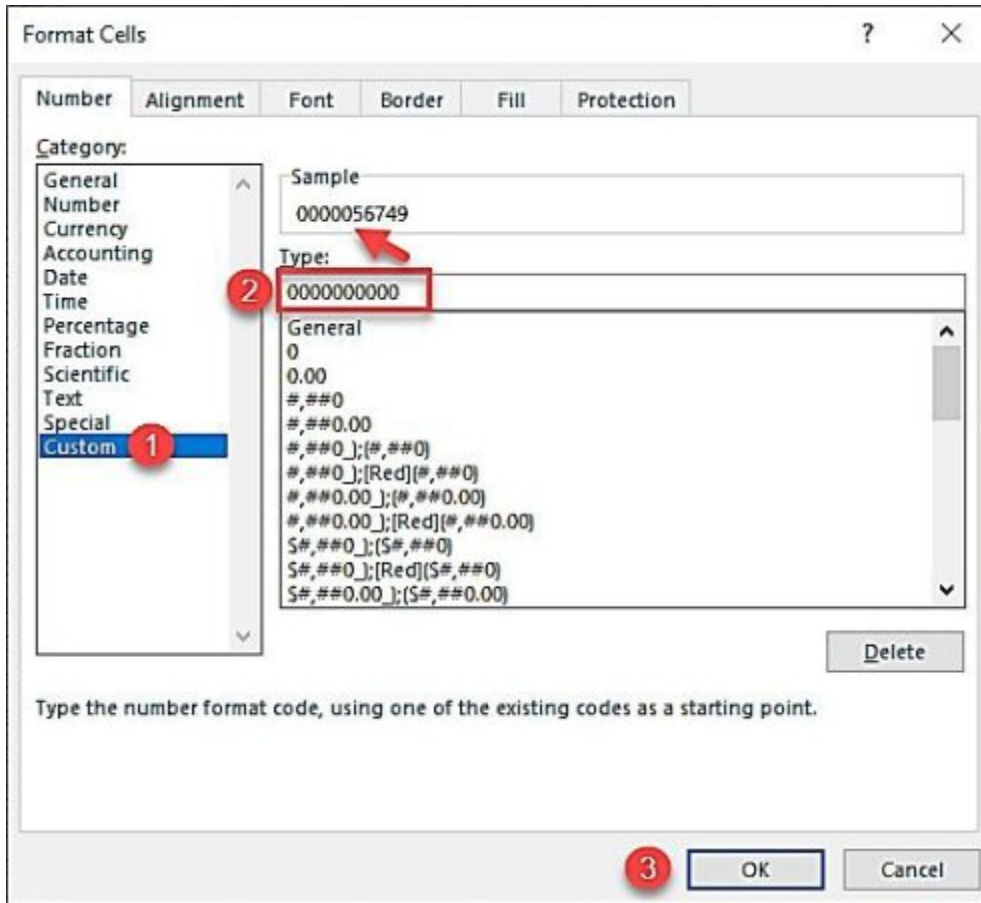 Format Cells
?
Number Alignment Font Border Fill Protection
Category:
General
Number
Currency
Accounting
Date
Time
Percentage
Fraction
Scientific
Text
Special
Custom
1
Sample
0000056749
Type:
2
0000000000
General
0
0.00
#,##0
#,##0.00
#,##0_);(#,##0)
#,##0_);[Red](#,##0)
#,##0.00_);(#,##0.00)
#,##0.00_);[Red](#,##0.00)
$#,##0_);($#,##0)
$#,##0_);[Red]($#,##0)
$#,##0.00_);($#,##0.00)
Delete
Type the number format code, using one of the existing codes as a starting point.
3
OK Cancel